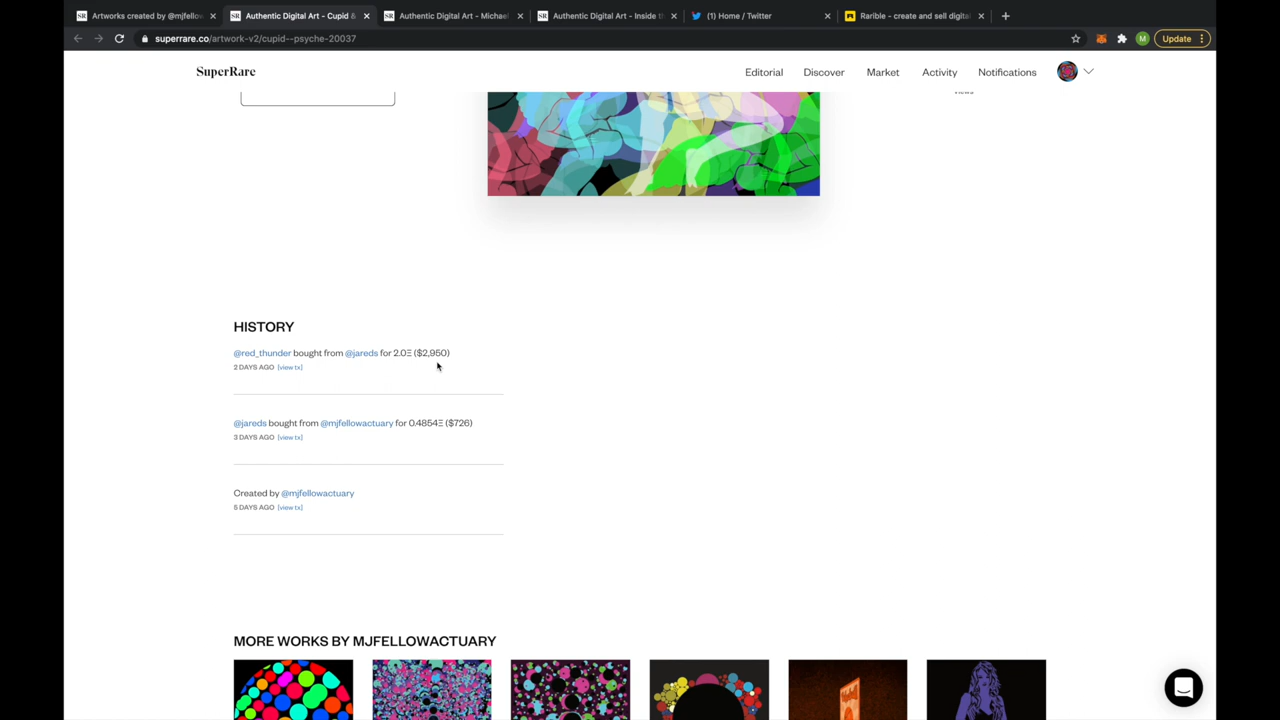 Artworks created by @mjfellow
Authentic Digital Art - Cupid &
Authentic Digital Art - Michael
Authentic Digital Art - Inside th
(1) Home / Twitter
Rarible - create and sell digital
superrare.co/artwork-v2/cupid--psyche-20037
M
Update
SuperRare
Editorial
Discover
Market
Activity
Notifications
views
HISTORY
@red_thunder bought from @jareds for 2.0Ξ ($2,950)
2 DAYS AGO [view tx]
@jareds bought from @mjfellowactuary for 0.4854Ξ ($726)
3 DAYS AGO [view tx]
Created by @mjfellowactuary
5 DAYS AGO [view tx]
MORE WORKS BY MJFELLOWACTUARY